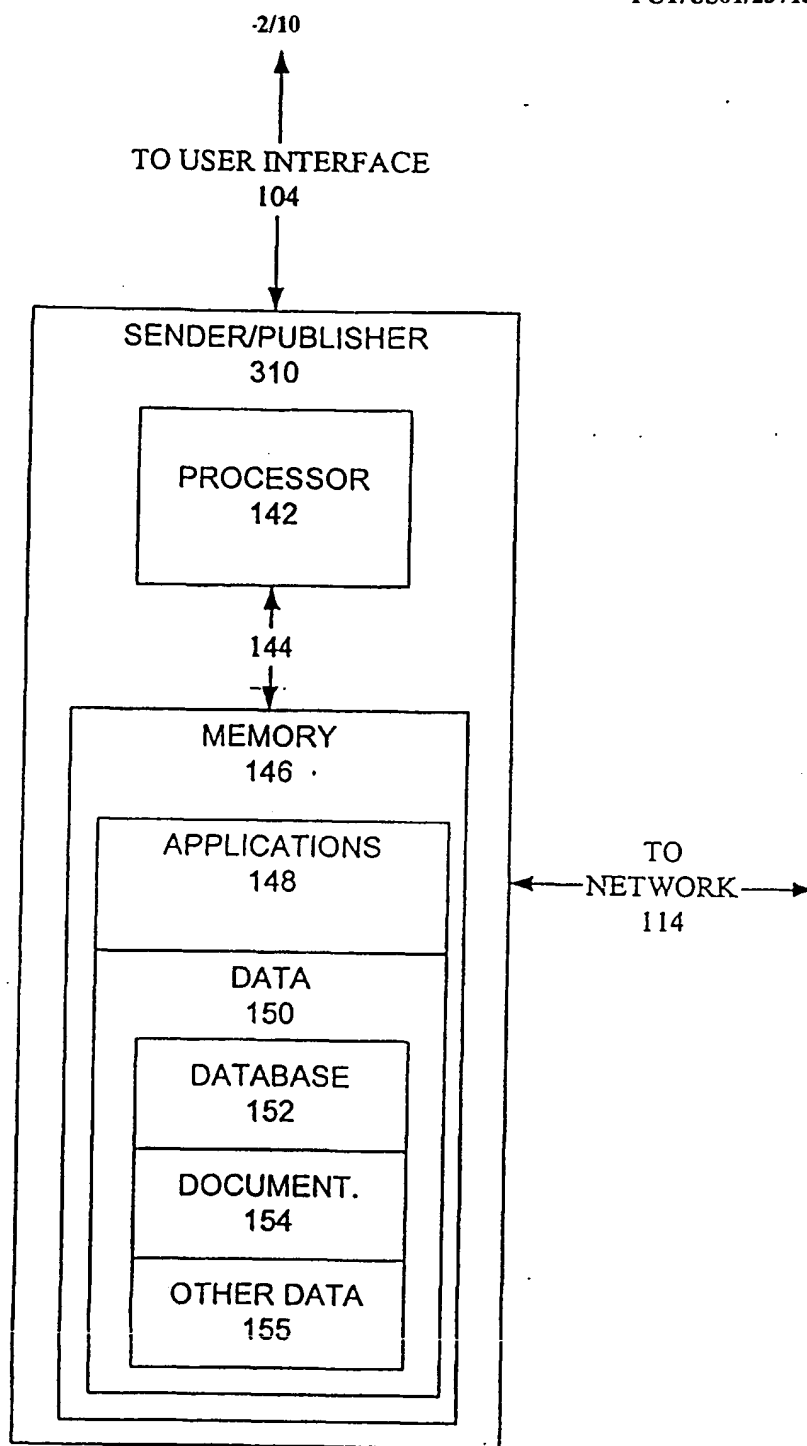 -2/10
TO USER INTERFACE
104
SENDER/PUBLISHER
310
PROCESSOR
142
144
MEMORY
146
APPLICATIONS
148
TO
NETWORK
114
DATA
150
DATABASE
152
DOCUMENT.
154
OTHER DATA
155